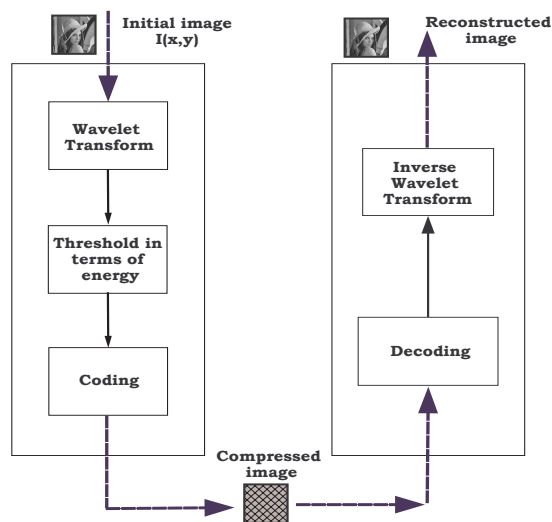 Initial image
I(x,y)
Wavelet
Transform
Threshold in
terms of
energy
Coding
Compressed
image
Reconstructed
image
Inverse
Wavelet
Transform
Decoding